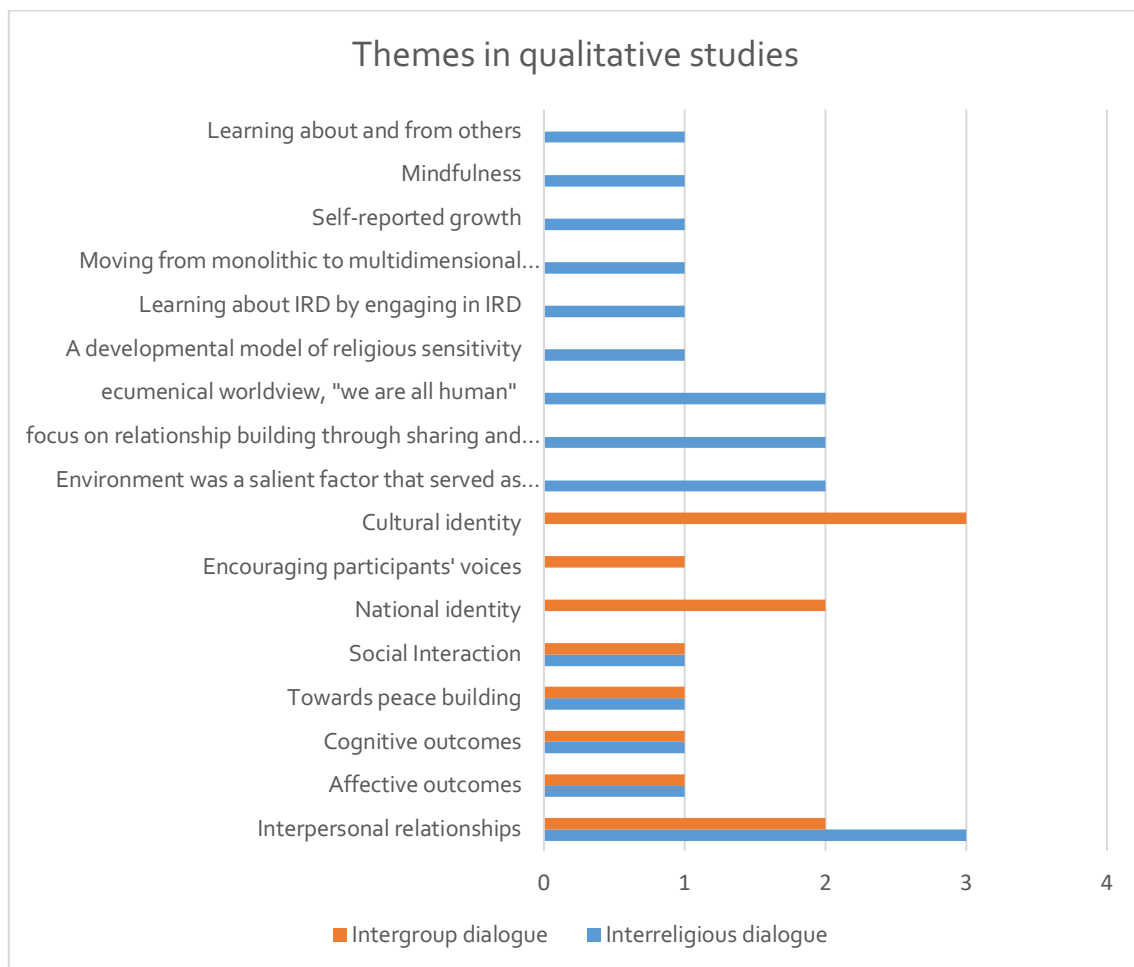 Themes in qualitative studies
Learning about and from others
Mindfulness
Self-reported growth
Moving from monolithic to multidimensional...
Learning about IRD by engaging in IRD
A developmental model of religious sensitivity
ecumenical worldview, "we are all human"
focus on relationship building through sharing and...
Environment was a salient factor that served as...
Cultural identity
Encouraging participants' voices
National identity
Social Interaction
Towards peace building
Cognitive outcomes
Affective outcomes
Interpersonal relationships
0 1 2 3 4
Intergroup dialogue Interreligious dialogue